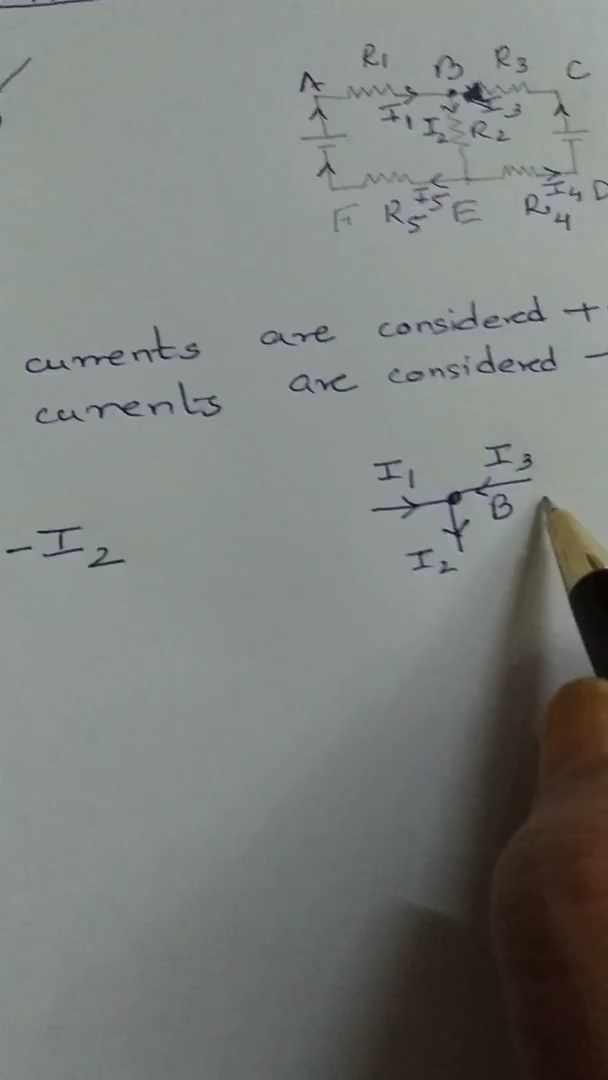 R1 B R3 C
A I1 I2 R2 I3
F R5 I5 E R4 I4 D
currents are considered +
currents are considered -
I1 I3
B
-I2 I2